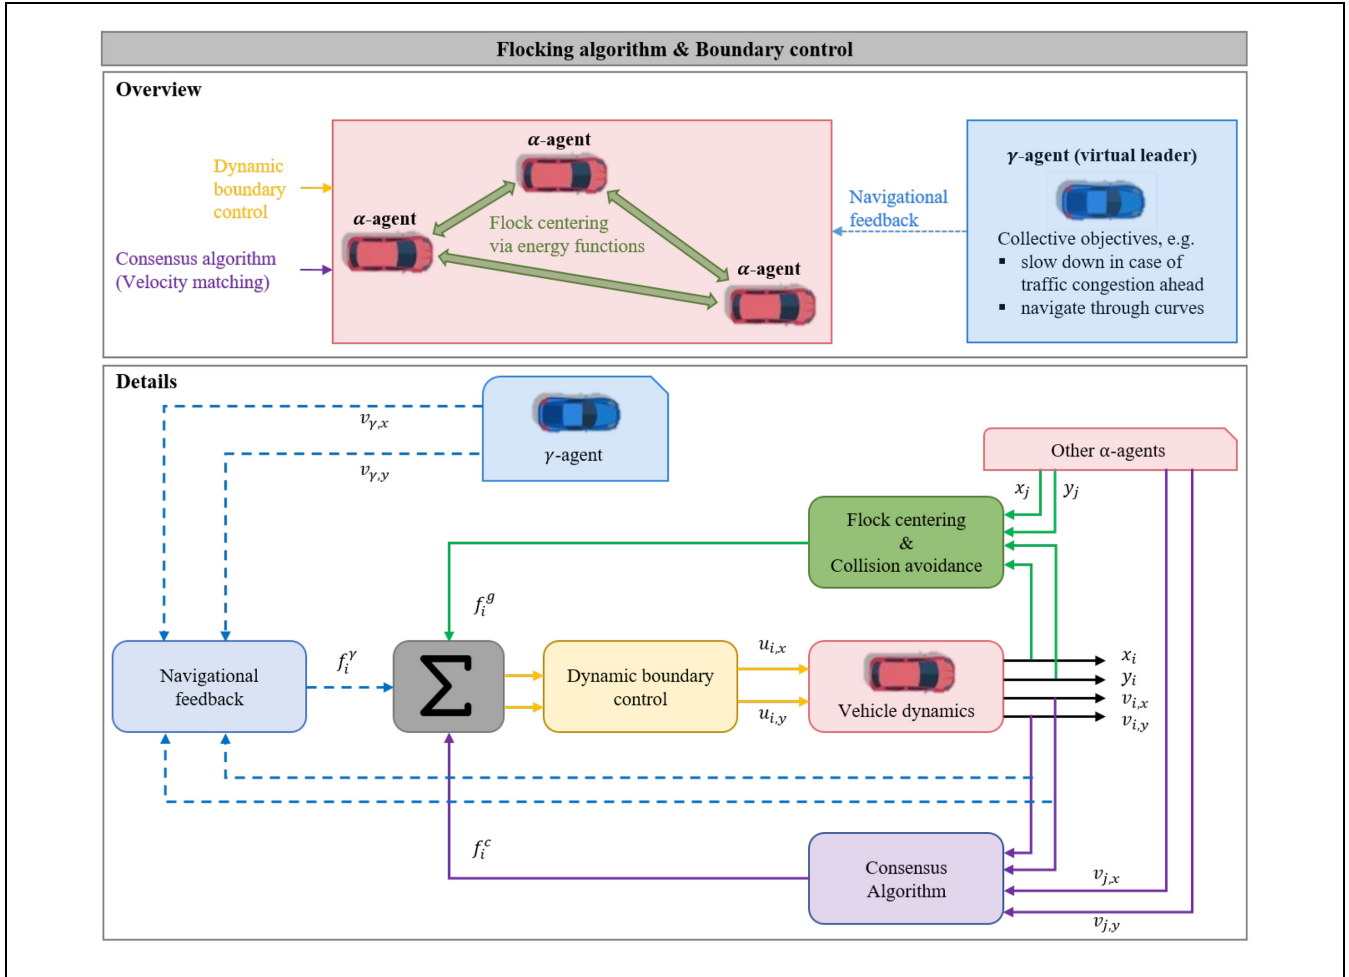 Flocking algorithm & Boundary control
Overview
α-agent
γ-agent (virtual leader)
Dynamic
boundary
control
α-agent
Flock centering
via energy functions
Navigational
feedback
Consensus algorithm
(Velocity matching)
α-agent
Collective objectives, e.g.
▪ slow down in case of
traffic congestion ahead
▪ navigate through curves
Details
v_{γ,x}
v_{γ,y}
γ-agent
Other α-agents
x_j
y_j
Flock centering
&
Collision avoidance
f_i^g
Navigational
feedback
f_i^γ
Σ
Dynamic boundary
control
u_{i,x}
u_{i,y}
Vehicle dynamics
x_i
y_i
v_{i,x}
v_{i,y}
f_i^c
Consensus
Algorithm
v_{j,x}
v_{j,y}